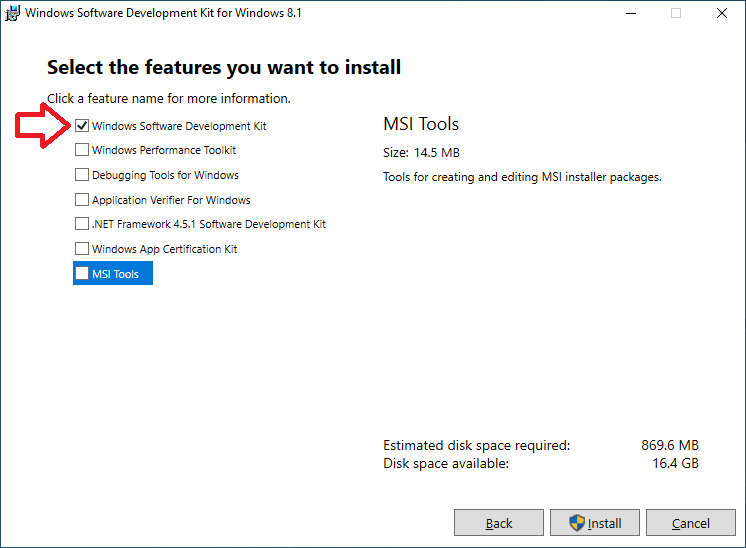 Windows Software Development Kit for Windows 8.1
Select the features you want to install
Click a feature name for more information.
Windows Software Development Kit
Windows Performance Toolkit
Debugging Tools for Windows
Application Verifier For Windows
.NET Framework 4.5.1 Software Development Kit
Windows App Certification Kit
MSI Tools
MSI Tools
Size: 14.5 MB
Tools for creating and editing MSI installer packages.
Estimated disk space required: 869.6 MB
Disk space available: 16.4 GB
Back Install Cancel